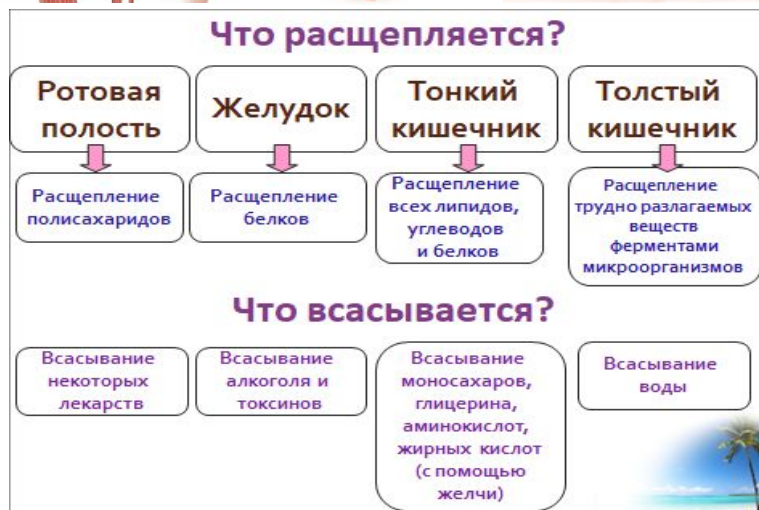 Что расщепляется?
Ротовая
полость
Желудок
Тонкий
кишечник
Толстый
кишечник
Расщепление
полисахаридов
Расщепление
белков
Расщепление
всех липидов,
углеводов
и белков
Расщепление
трудно разлагаемых
веществ
ферментами
микроорганизмов
Что всасывается?
Всасывание
некоторых
лекарств
Всасывание
алкоголя и
токсинов
Всасывание
моносахаров,
глицерина,
аминокислот,
жирных кислот
(с помощью
желчи)
Всасывание
воды